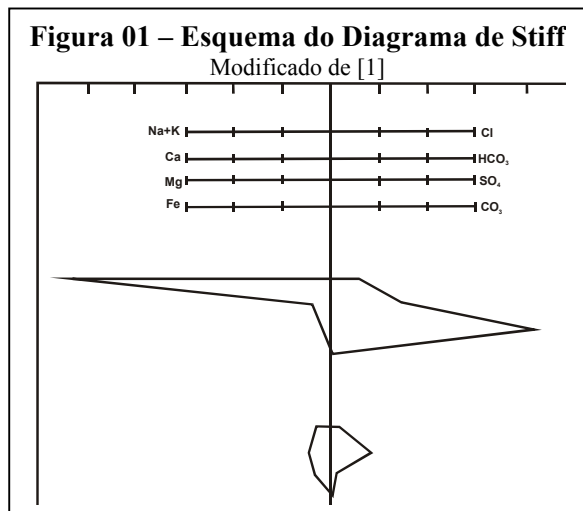 Figura 01 – Esquema do Diagrama de Stiff
Modificado de [1]
Na+K Cl
Ca HCO₃
Mg SO₄
Fe CO₃